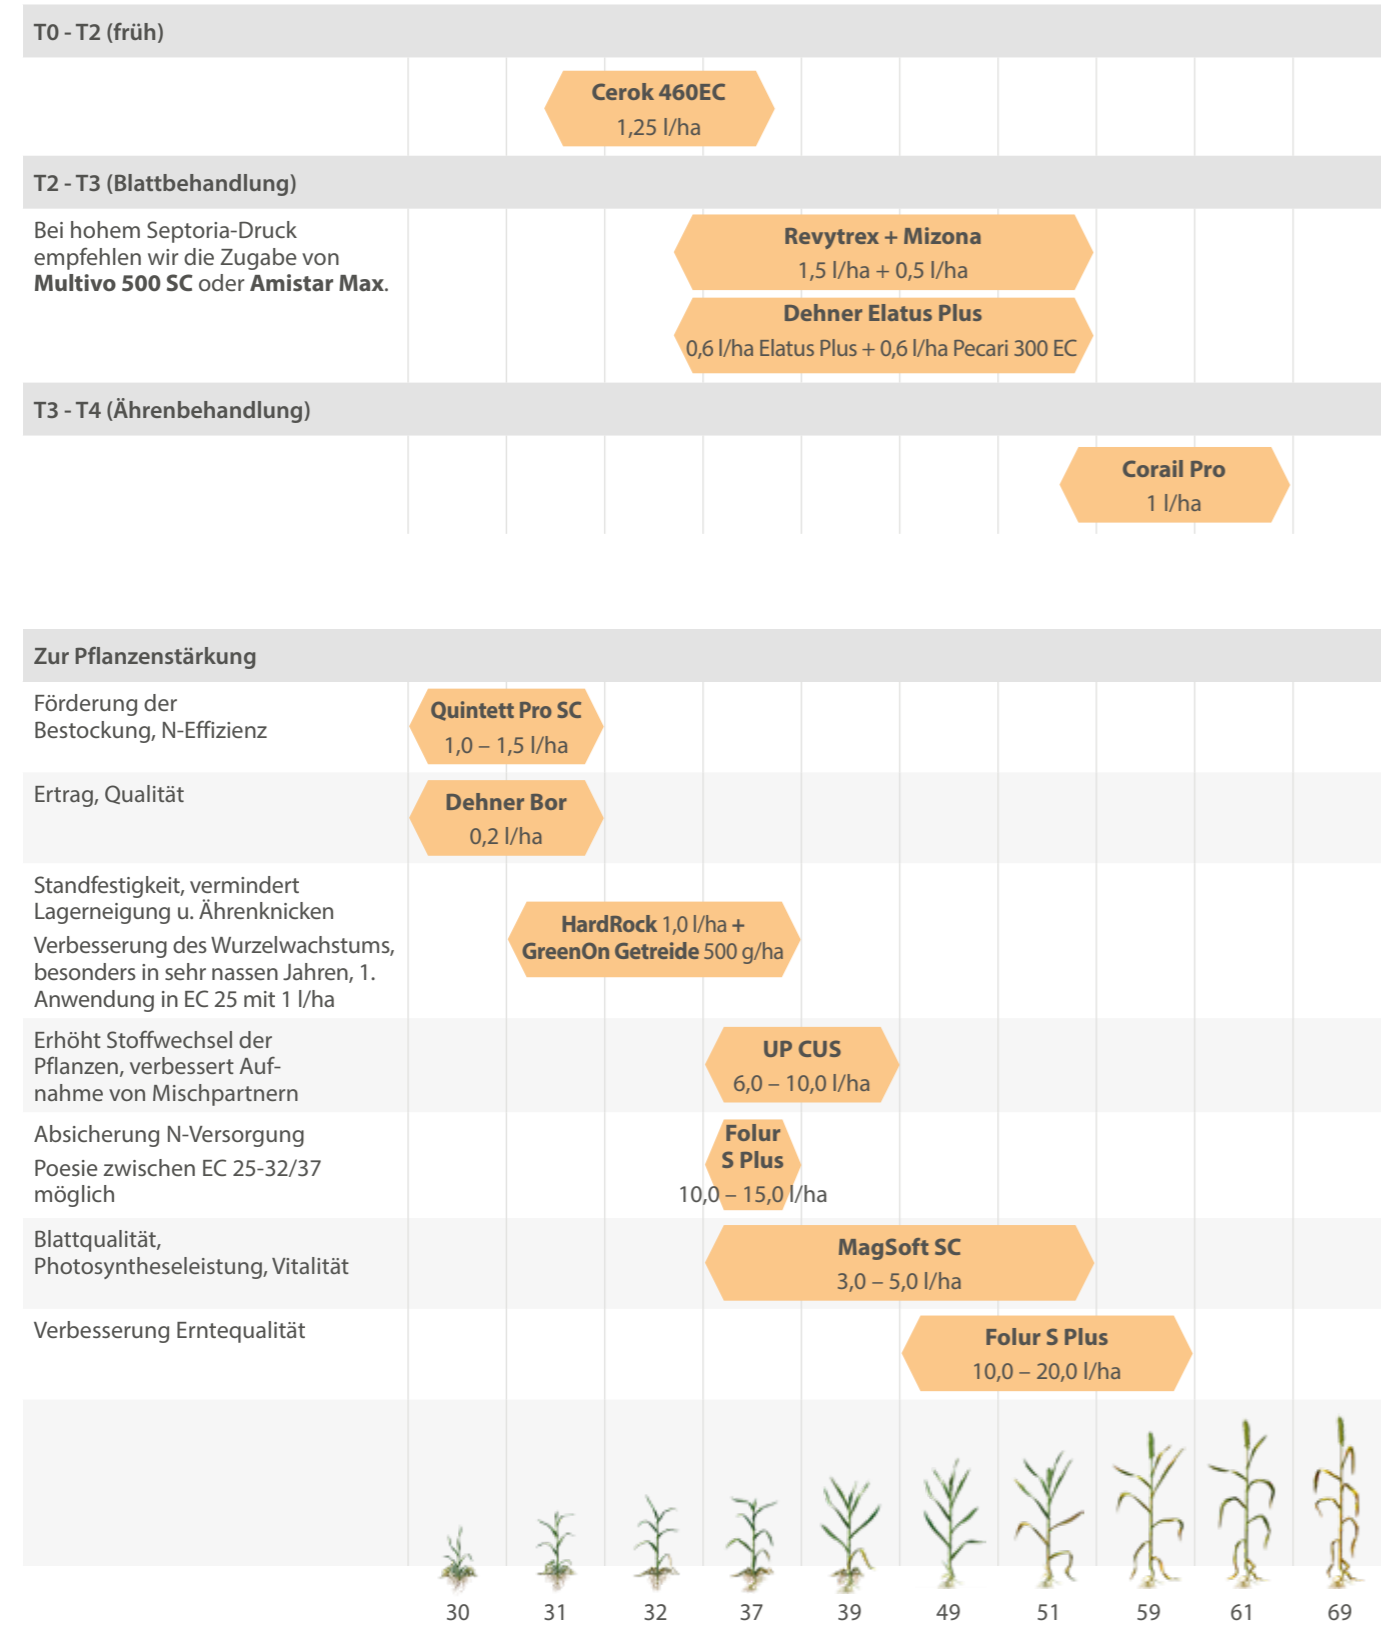 T0 - T2 (früh)
Cerok 460EC
1,25 l/ha
T2 - T3 (Blattbehandlung)
Bei hohem Septoria-Druck
empfehlen wir die Zugabe von
Multivo 500 SC oder Amistar Max.
Revytrex + Mizona
1,5 l/ha + 0,5 l/ha
Dehner Elatus Plus
0,6 l/ha Elatus Plus + 0,6 l/ha Pecari 300 EC
T3 - T4 (Ährenbehandlung)
Corail Pro
1 l/ha
Zur Pflanzenstärkung
Förderung der
Bestockung, N-Effizienz
Quintett Pro SC
1,0 – 1,5 l/ha
Ertrag, Qualität
Dehner Bor
0,2 l/ha
Standfestigkeit, vermindert
Lagerneigung u. Ährenknicken
Verbesserung des Wurzelwachstums,
besonders in sehr nassen Jahren, 1.
Anwendung in EC 25 mit 1 l/ha
HardRock 1,0 l/ha +
GreenOn Getreide 500 g/ha
Erhöht Stoffwechsel der
Pflanzen, verbessert Auf-
nahme von Mischpartnern
UP CUS
6,0 – 10,0 l/ha
Absicherung N-Versorgung
Poesie zwischen EC 25-32/37
möglich
Folur
S Plus
10,0 – 15,0 l/ha
Blattqualität,
Photosyntheseleistung, Vitalität
MagSoft SC
3,0 – 5,0 l/ha
Verbesserung Erntequalität
Folur S Plus
10,0 – 20,0 l/ha
30 31 32 37 39 49 51 59 61 69